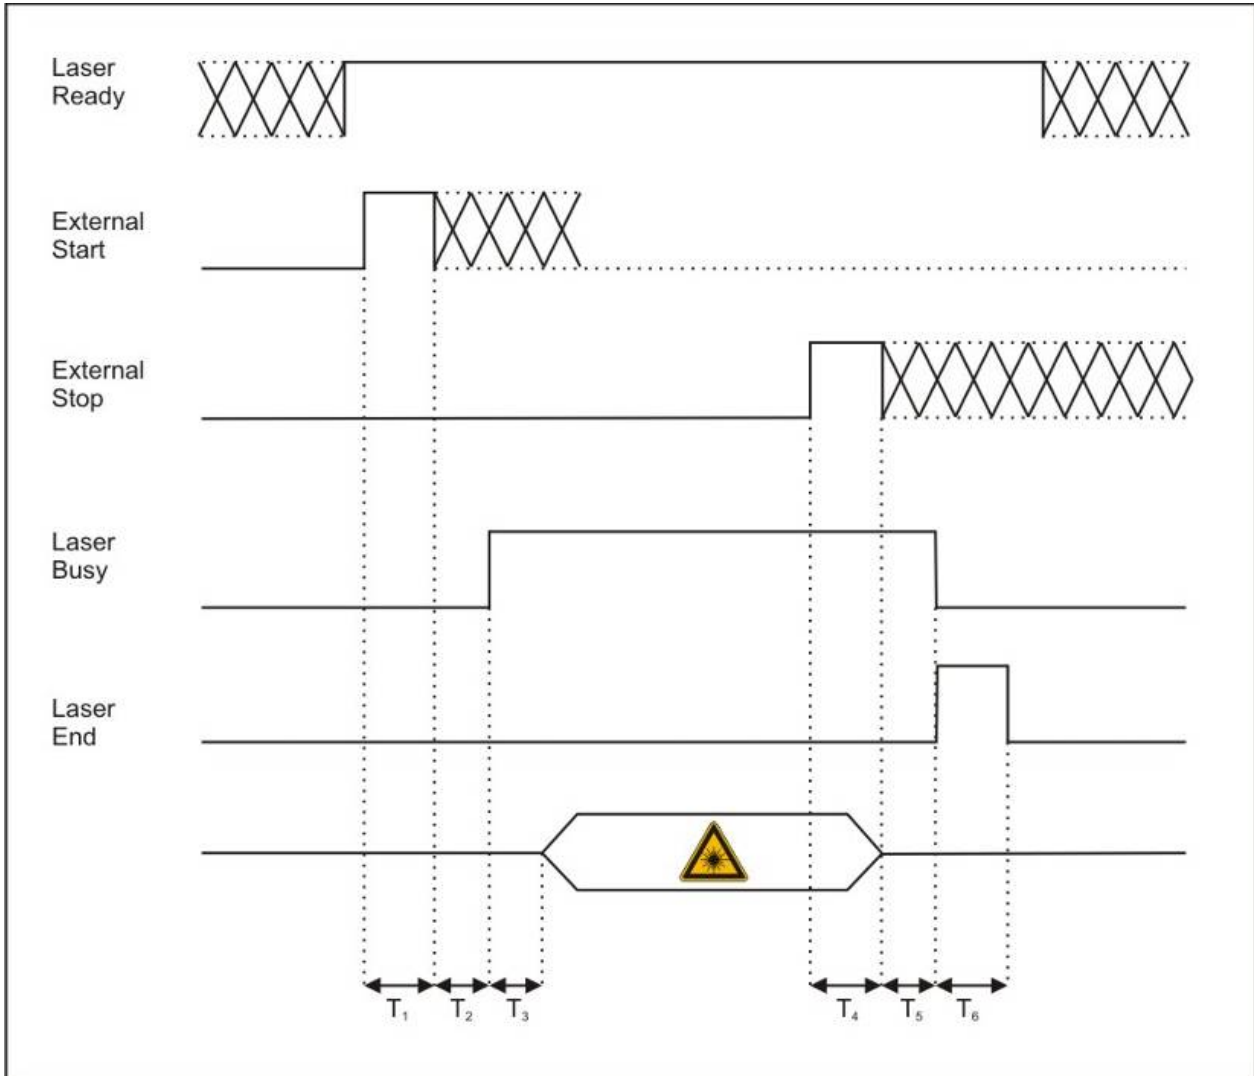 Laser
Ready
External
Start
External
Stop
Laser
Busy
Laser
End
T₁ T₂ T₃ T₄ T₅ T₆